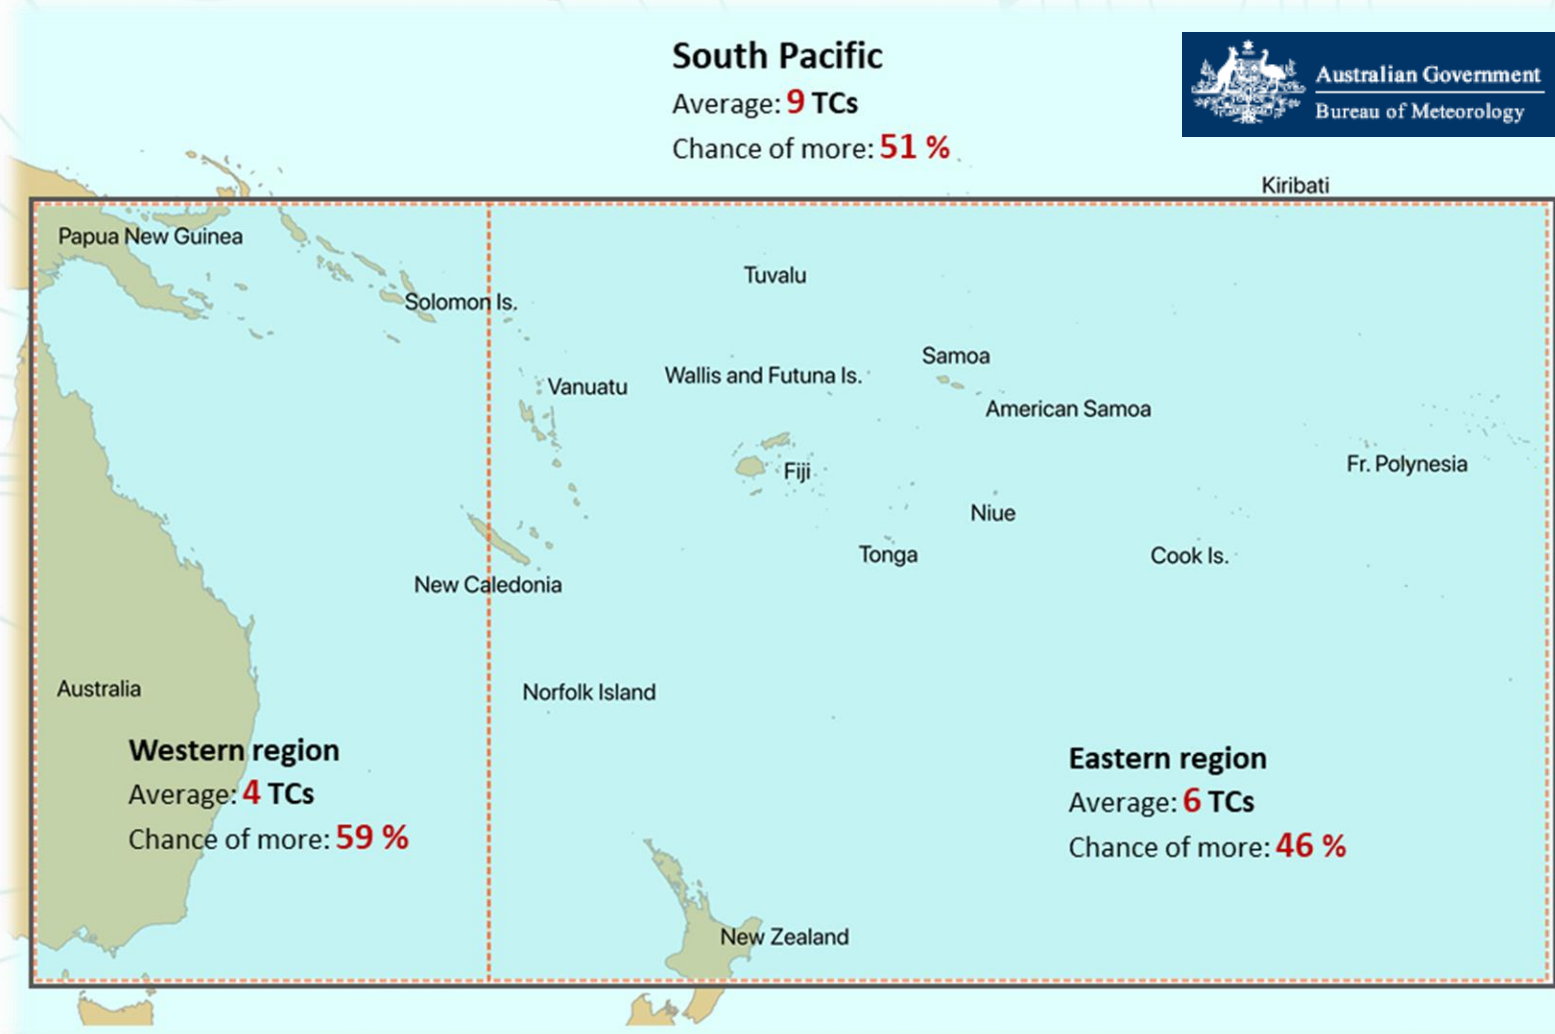 South Pacific
Average: 9 TCs
Chance of more: 51 %
Australian Government
Bureau of Meteorology
Kiribati
Papua New Guinea
Tuvalu
Solomon Is.
Samoa
Wallis and Futuna Is.
Vanuatu
American Samoa
Fr. Polynesia
Fiji
Niue
Tonga
Cook Is.
New Caledonia
Australia
Norfolk Island
Western region
Average: 4 TCs
Chance of more: 59 %
Eastern region
Average: 6 TCs
Chance of more: 46 %
New Zealand